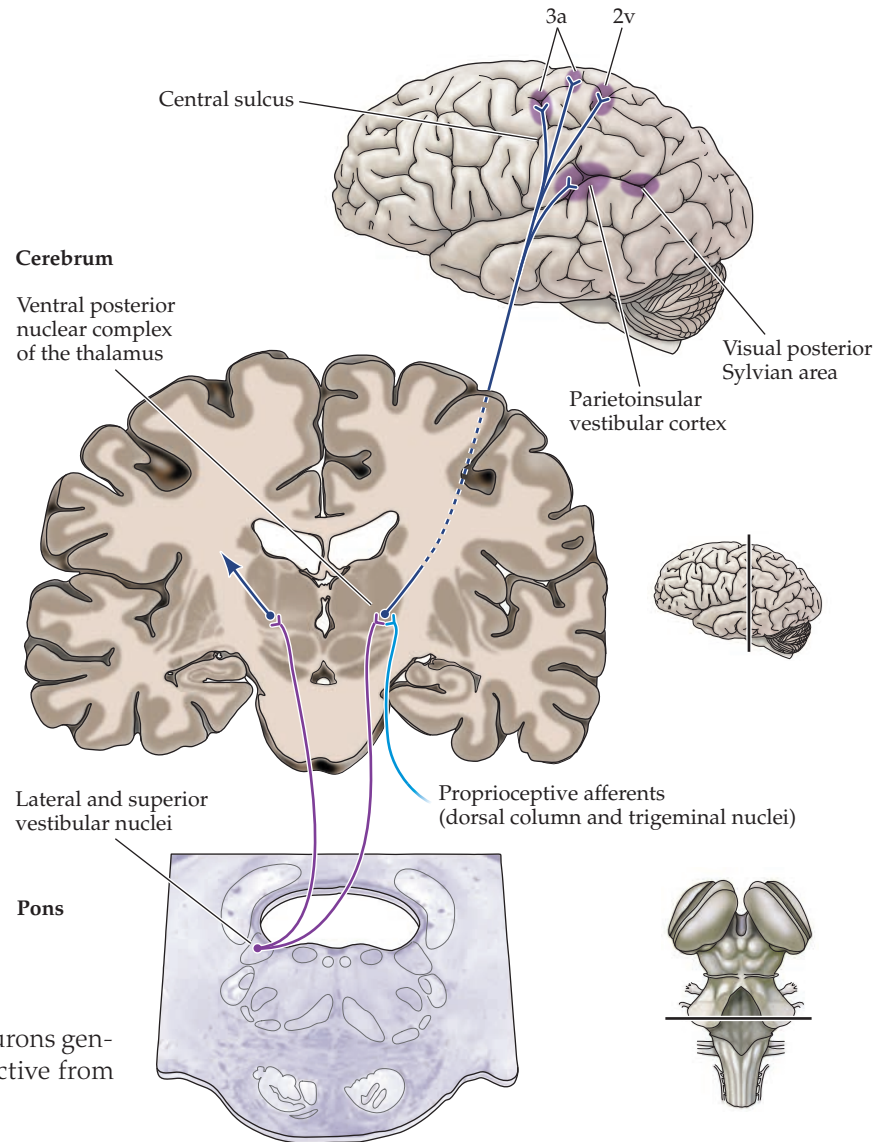 3a
2v
Central sulcus
Cerebrum
Ventral posterior
nuclear complex
of the thalamus
Visual posterior
Sylvian area
Parietoinsular
vestibular cortex
Lateral and superior
vestibular nuclei
Proprioceptive afferents
(dorsal column and trigeminal nuclei)
Pons
urons gen-
ctive from